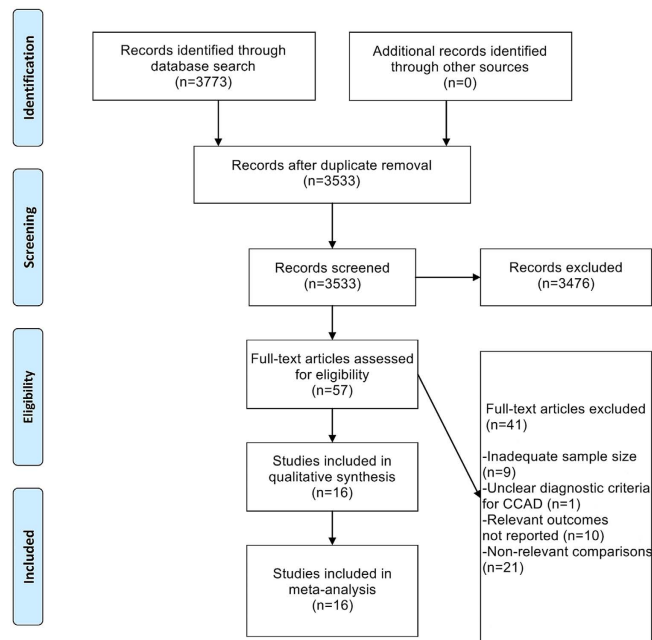 Identification
Records identified through
database search
(n=3773)
Additional records identified
through other sources
(n=0)
Records after duplicate removal
(n=3533)
Screening
Records screened
(n=3533)
Records excluded
(n=3476)
Eligibility
Full-text articles assessed
for eligibility
(n=57)
Full-text articles excluded
(n=41)
-Inadequate sample size
(n=9)
-Unclear diagnostic criteria
for CCAD (n=1)
-Relevant outcomes
not reported (n=10)
-Non-relevant comparisons
(n=21)
Studies included in
qualitative synthesis
(n=16)
Included
Studies included in
meta-analysis
(n=16)